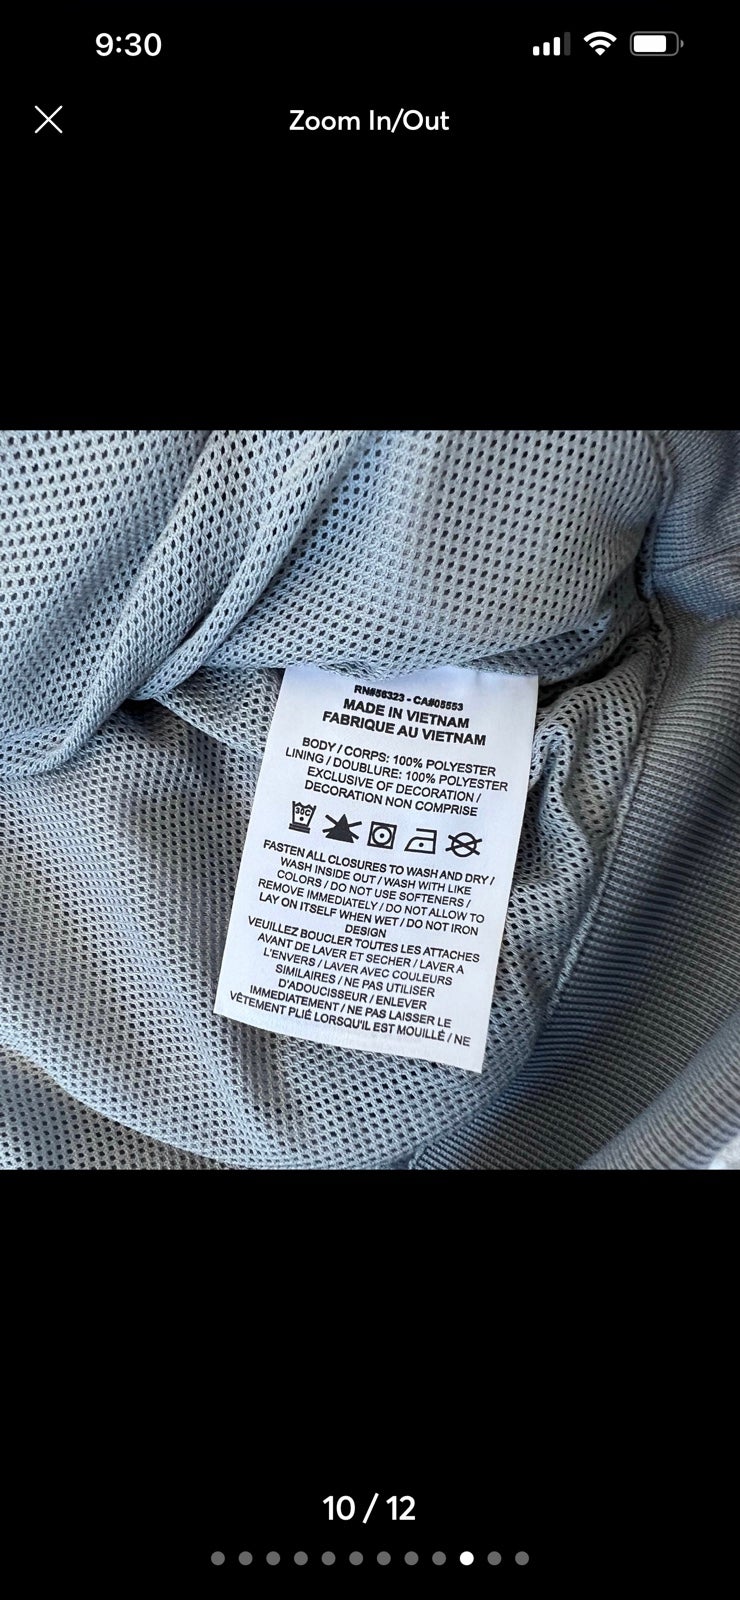 9:30
Zoom In/Out
RN#56323 - CA#05553
MADE IN VIETNAM
FABRIQUE AU VIETNAM
BODY / CORPS: 100% POLYESTER
LINING / DOUBLURE: 100% POLYESTER
EXCLUSIVE OF DECORATION /
DECORATION NON COMPRISE
30C
FASTEN ALL CLOSURES TO WASH AND DRY /
WASH INSIDE OUT / WASH WITH LIKE
COLORS / DO NOT USE SOFTENERS /
REMOVE IMMEDIATELY / DO NOT ALLOW TO
LAY ON ITSELF WHEN WET / DO NOT IRON
DESIGN
VEUILLEZ BOUCLER TOUTES LES ATTACHES
AVANT DE LAVER ET SECHER / LAVER A
L'ENVERS / LAVER AVEC COULEURS
SIMILAIRES / NE PAS UTILISER
D'ADOUCISSEUR / ENLEVER
IMMEDIATEMENT / NE PAS LAISSER LE
VÊTEMENT PLIÉ LORSQU'IL EST MOUILLÉ / NE
10 / 12